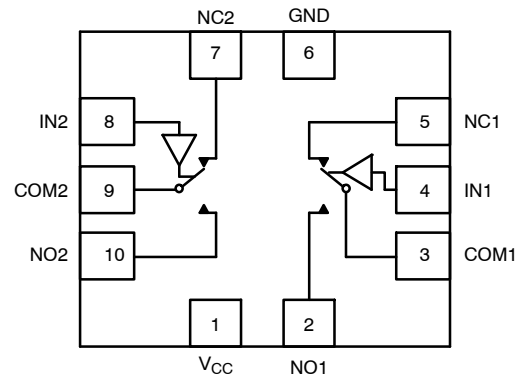 NC2 GND
7 6
IN2 8 5 NC1
COM2 9 4 IN1
NO2 10 3 COM1
1 2
VCC NO1